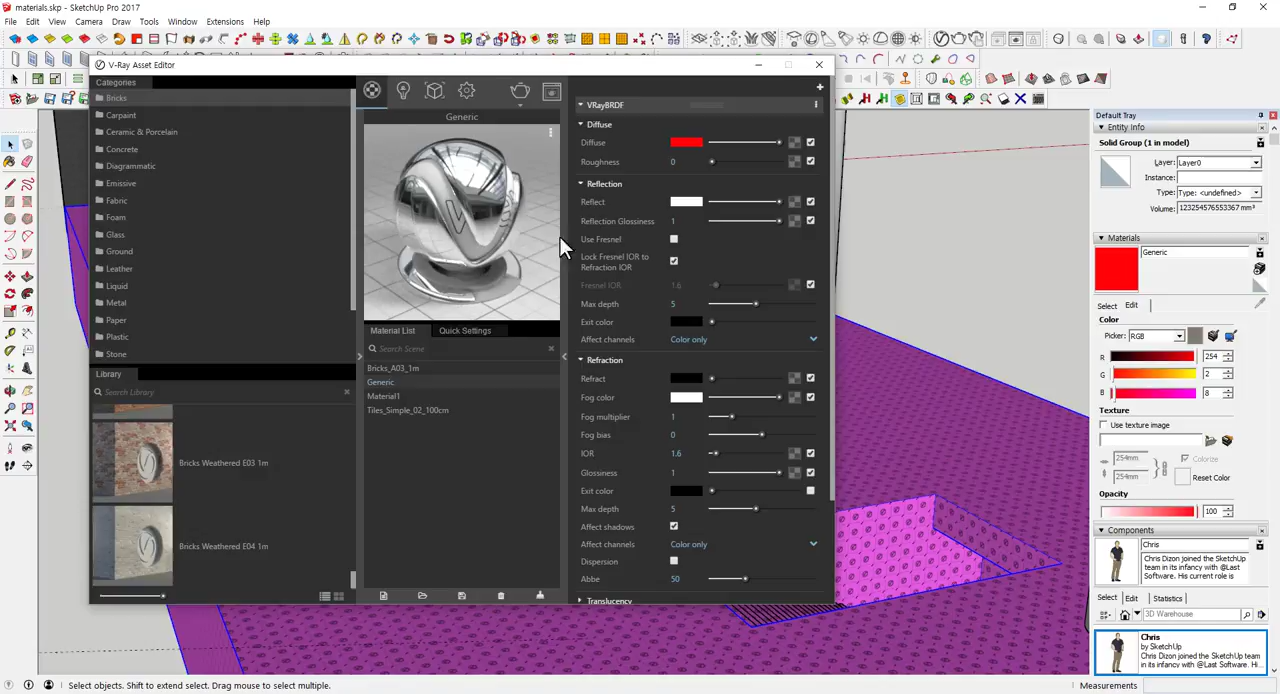 materials.skp - SketchUp Pro 2017
File Edit View Camera Draw Tools Window Extensions Help
V-Ray Asset Editor
Categories
Bricks
Carpaint
Ceramic & Porcelain
Concrete
Diagrammatic
Emissive
Fabric
Foam
Glass
Ground
Leather
Liquid
Metal
Paper
Plastic
Stone
Library
Search Library
Bricks Weathered E03 1m
Bricks Weathered E04 1m
Generic
Material List Quick Settings
Search Scene
Bricks_A03_1m
Generic
Material1
Tiles_Simple_02_100cm
VRayBRDF
Diffuse
Diffuse
Roughness 0
Reflection
Reflect
Reflection Glossiness 1
Use Fresnel
Lock Fresnel IOR to
Refraction IOR
Fresnel IOR 1.6
Max depth 5
Exit color
Affect channels Color only
Refraction
Refract
Fog color
Fog multiplier 1
Fog bias 0
IOR 1.6
Glossiness 1
Exit color
Max depth 5
Affect shadows
Affect channels Color only
Dispersion
Abbe 50
Translucency
Default Tray
Entity Info
Solid Group (1 in model)
Layer: Layer0
Instance:
Type: Type: <undefined>
Volume: 123254576553367 mm³
Materials
Generic
Select Edit
Color
Picker: RGB
R 254
G 2
B 8
Texture
Use texture image
254mm Colorize
254mm Reset Color
Opacity
100
Components
Chris
Chris Dizon joined the SketchUp
team in its infancy with @Last
Software. His current role is
Select Edit Statistics
3D Warehouse
Chris
by SketchUp
Chris Dizon joined the SketchUp
team in its infancy with @Last Software. Hi...
Select objects. Shift to extend select. Drag mouse to select multiple.
Measurements